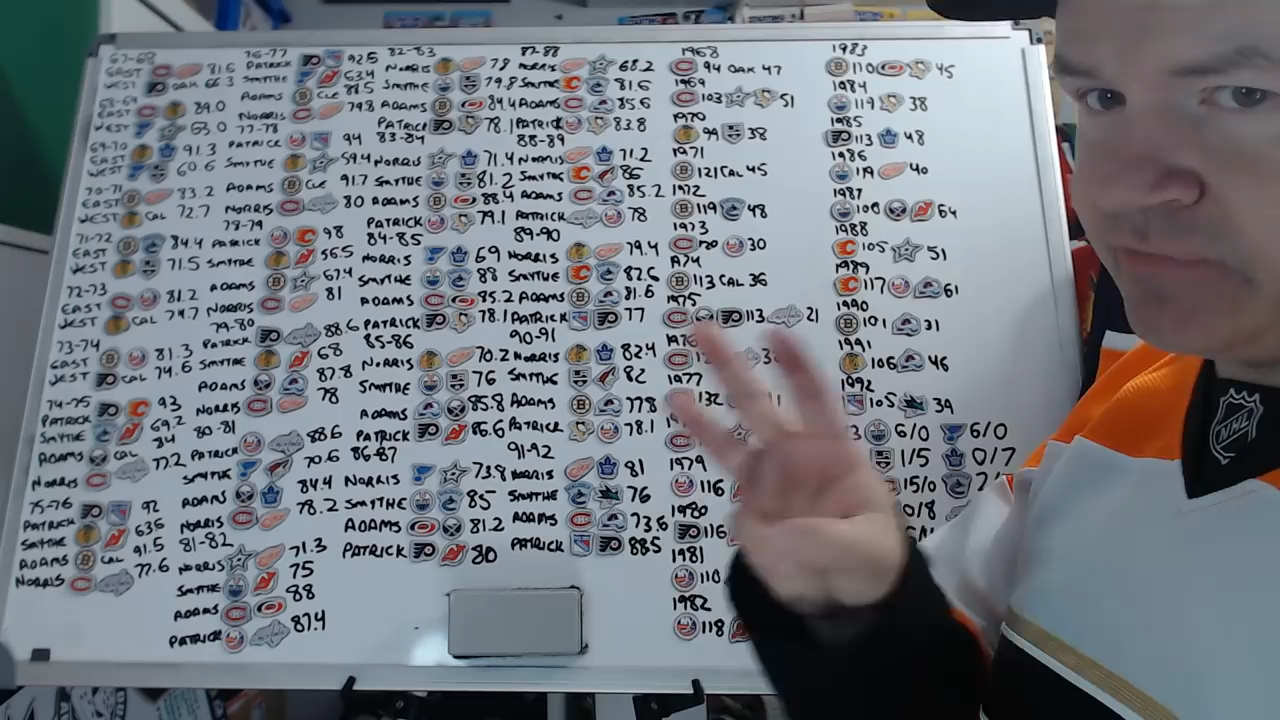 67-68
EAST 81.6
WEST OAK 66.3
68-69
EAST 89.0
WEST 63.0
69-70
EAST 91.3
WEST 60.6
70-71
EAST 83.2
WEST CAL 72.7
71-72
EAST 84.4
WEST 71.5
72-73
EAST 81.2
WEST CAL 74.7
73-74
EAST 81.3
WEST CAL 74.6
74-75
PATRICK 93
SMYTHE 69.2
ADAMS CAL 84
NORRIS 77.2
75-76
PATRICK 92
SMYTHE 63.5
ADAMS CAL 91.5
NORRIS 77.6
76-77
PATRICK 92.5
SMYTHE 63.4
ADAMS CLE 88.5
NORRIS 79.8
77-78
PATRICK 94
SMYTHE 59.4
ADAMS CLE 91.7
NORRIS 80
78-79
PATRICK 98
SMYTHE 56.5
ADAMS 67.4
NORRIS 81
79-80
PATRICK 88.6
SMYTHE 68
ADAMS 87.8
NORRIS 78
80-81
PATRICK 88.6
SMYTHE 70.6
ADAMS 84.4
NORRIS 78.2
81-82
NORRIS 71.3
SMYTHE 75
ADAMS 88
PATRICK 87.4
82-83
NORRIS 78
SMYTHE 79.8
ADAMS 84.4
PATRICK 78.1
83-84
NORRIS 71.4
SMYTHE 81.2
ADAMS 88.4
PATRICK 79.1
84-85
NORRIS 69
SMYTHE 88
ADAMS 85.2
PATRICK 78.1
85-86
NORRIS 70.2
SMYTHE 76
ADAMS 85.8
PATRICK 86.6
86-87
NORRIS 73.8
SMYTHE 85
ADAMS 81.2
PATRICK 80
87-88
NORRIS 68.2
SMYTHE 81.6
ADAMS 85.6
PATRICK 83.8
88-89
NORRIS 71.2
SMYTHE 86
ADAMS 85.2
PATRICK 78
89-90
NORRIS 79.4
SMYTHE 82.6
ADAMS 81.6
PATRICK 77
90-91
NORRIS 82.4
SMYTHE 82
ADAMS 77.8
PATRICK 78.1
91-92
NORRIS 81
SMYTHE 76
ADAMS 73.6
PATRICK 88.5
1968
94 OAK 47
1969
103 51
1970
99 38
1971
121 CAL 45
1972
119 48
1973
120 30
1974
113 CAL 36
1975
113 21
1977
132
1979
116
1980
116
1981
110
1982
118
1983
110 45
1984
119 38
1985
113 48
1986
119 40
1987
106 64
1988
105 51
1989
117 61
1990
101 31
1991
106 46
1992
105 39
6/0 6/0
1/5 0/7
15/0
0/8
NHL